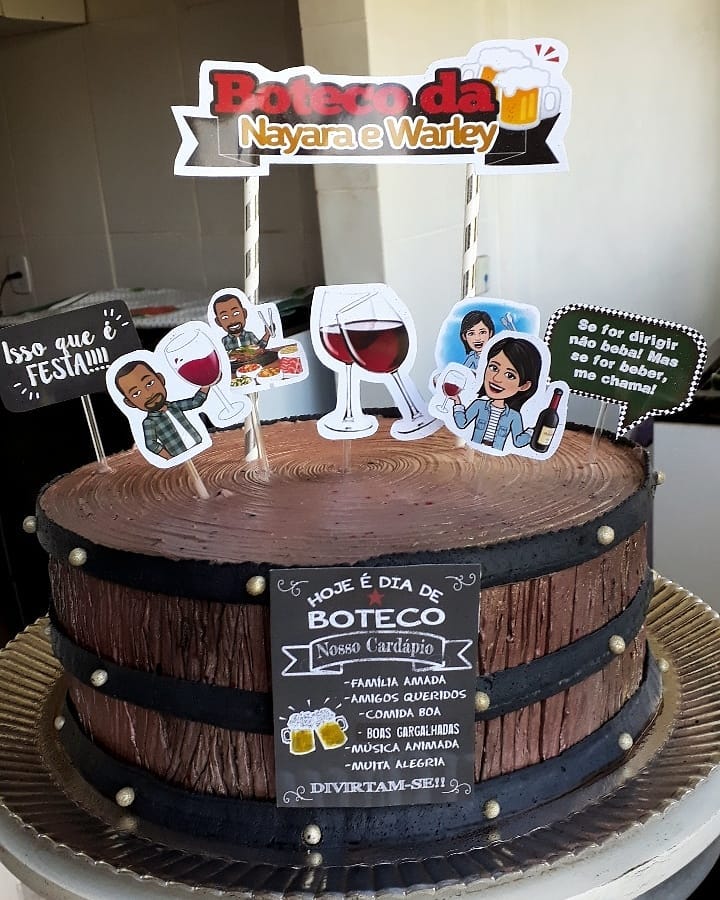 Boteco da
Nayara e Warley
Isso que é
FESTA!!!!
Se for dirigir
não beba! Mas
se for beber,
me chama!
HOJE É DIA DE
BOTECO
Nosso Cardápio
-FAMÍLIA AMADA
-AMIGOS QUERIDOS
-COMIDA BOA
- BOAS GARGALHADAS
-MÚSICA ANIMADA
-MUITA ALEGRIA
DIVIRTAM-SE!!